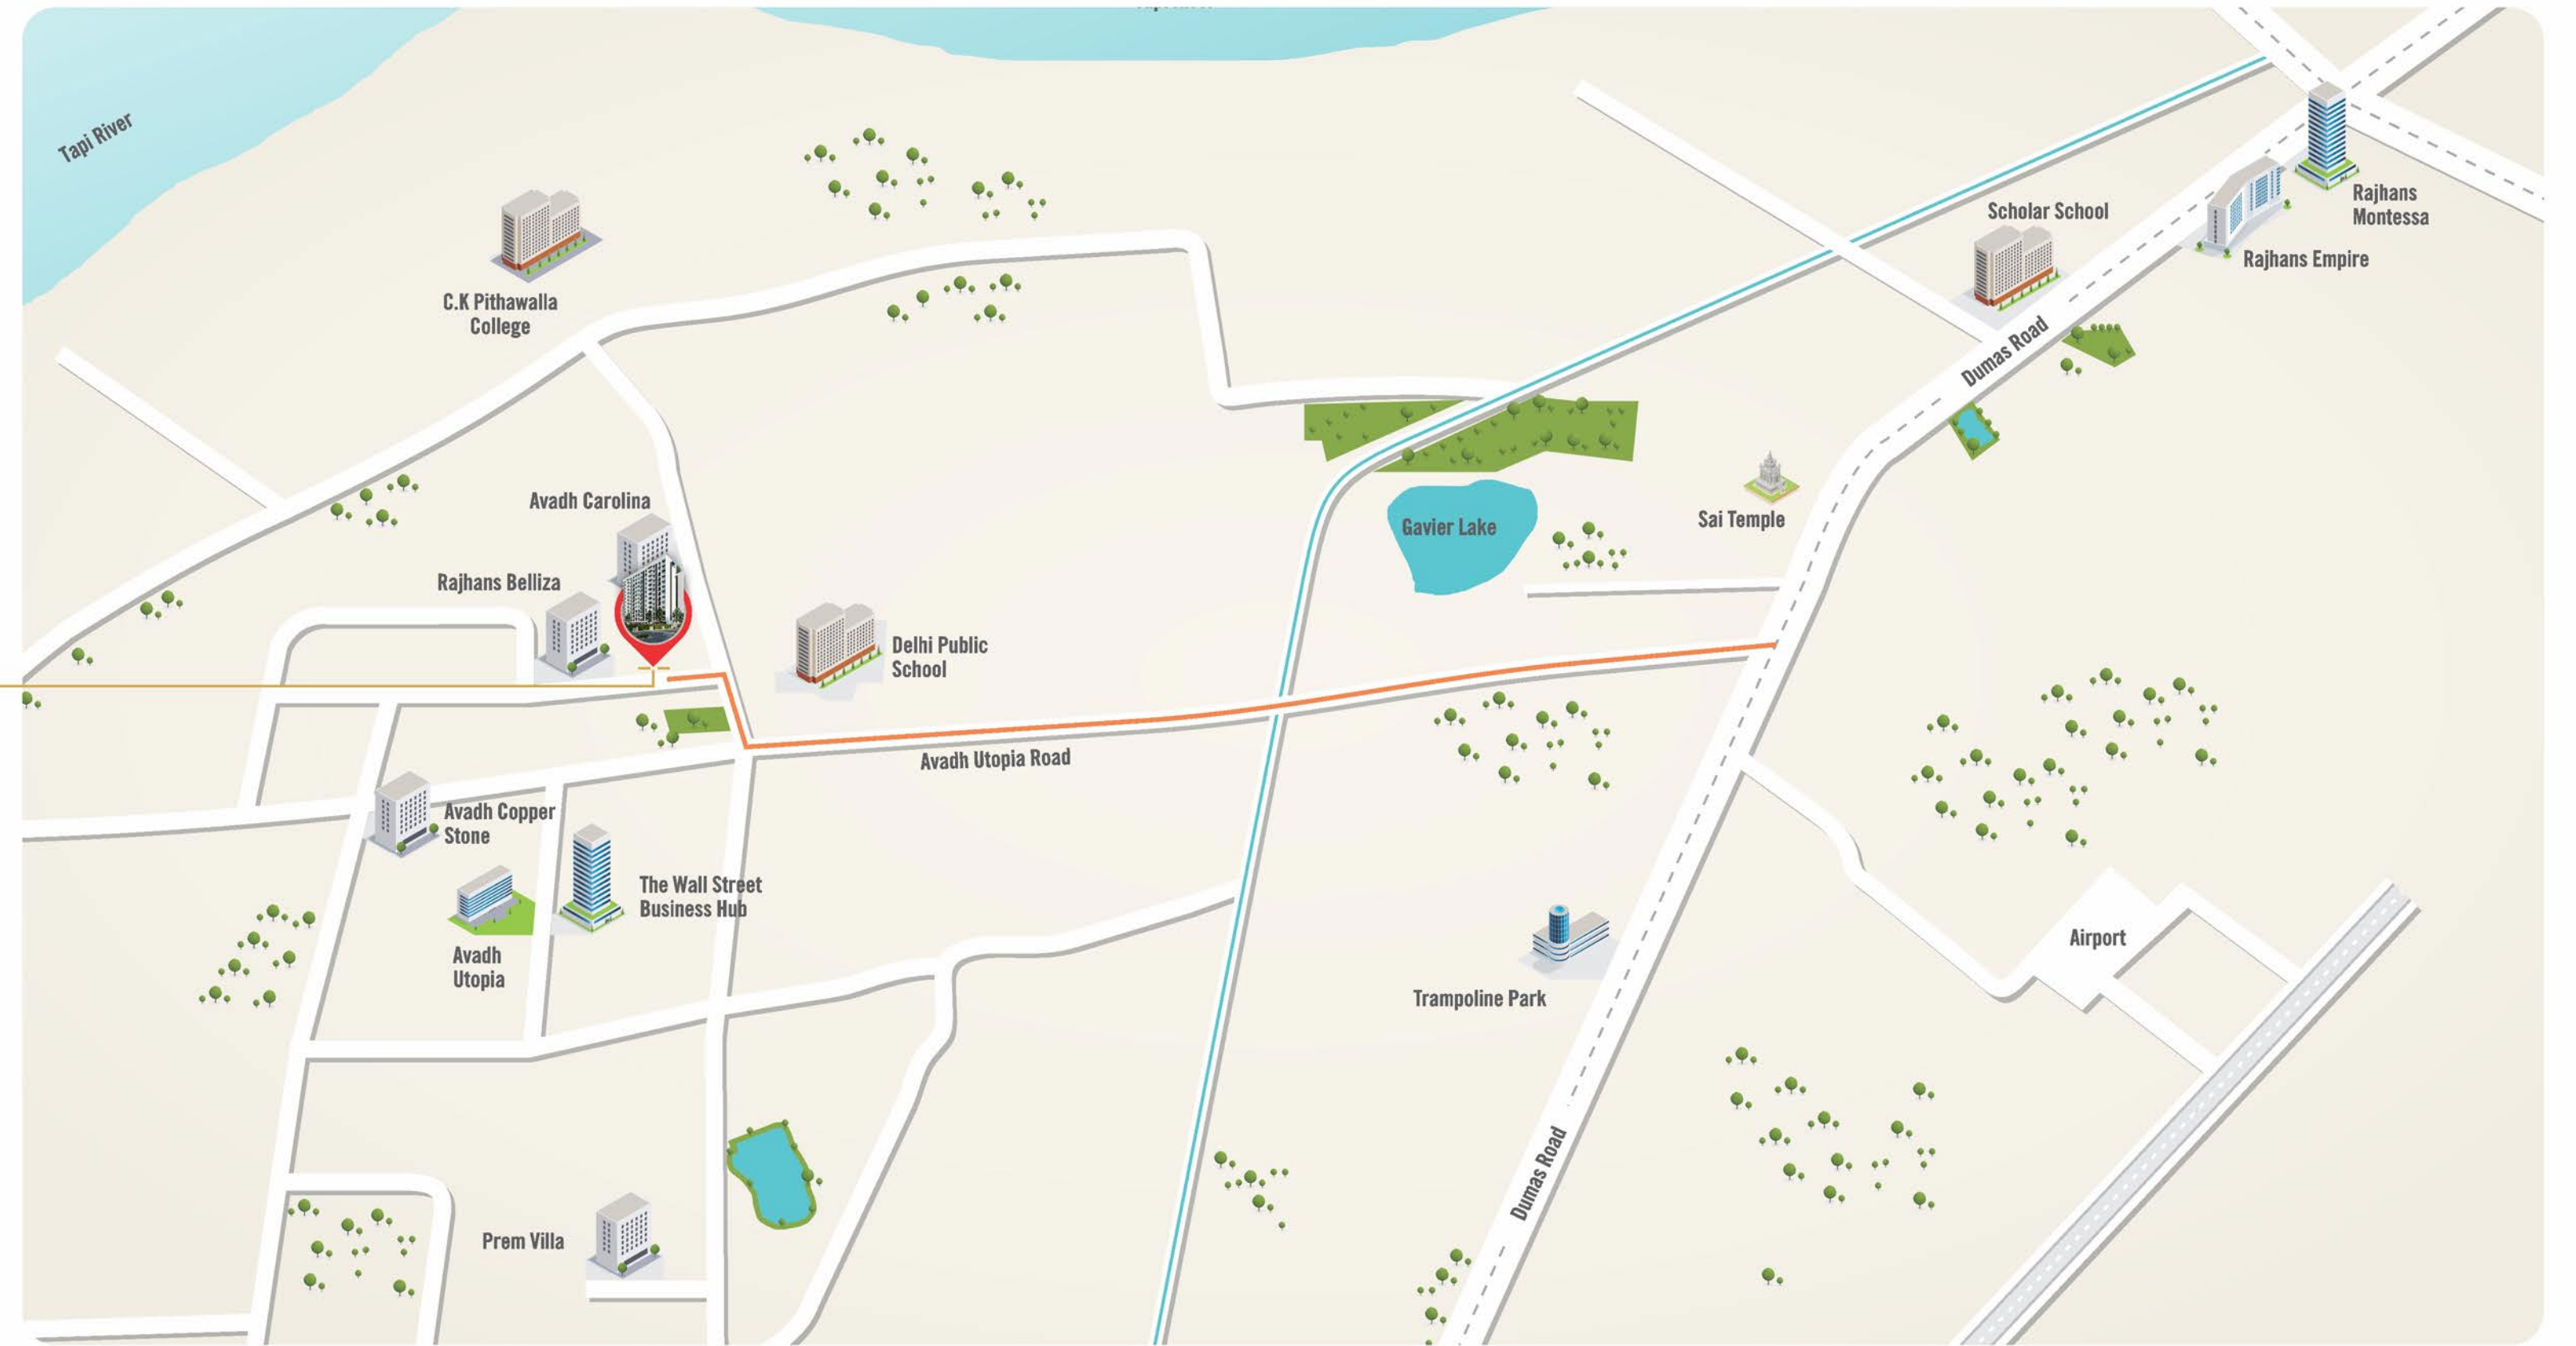 Tapi River
C.K Pithawalla
College
Scholar School
Rajhans
Montessa
Rajhans Empire
Dumas Road
Avadh Carolina
Gavier Lake
Sai Temple
Rajhans Belliza
Delhi Public
School
Avadh Utopia Road
Avadh Copper
Stone
The Wall Street
Business Hub
Avadh
Utopia
Airport
Trampoline Park
Dumas Road
Prem Villa